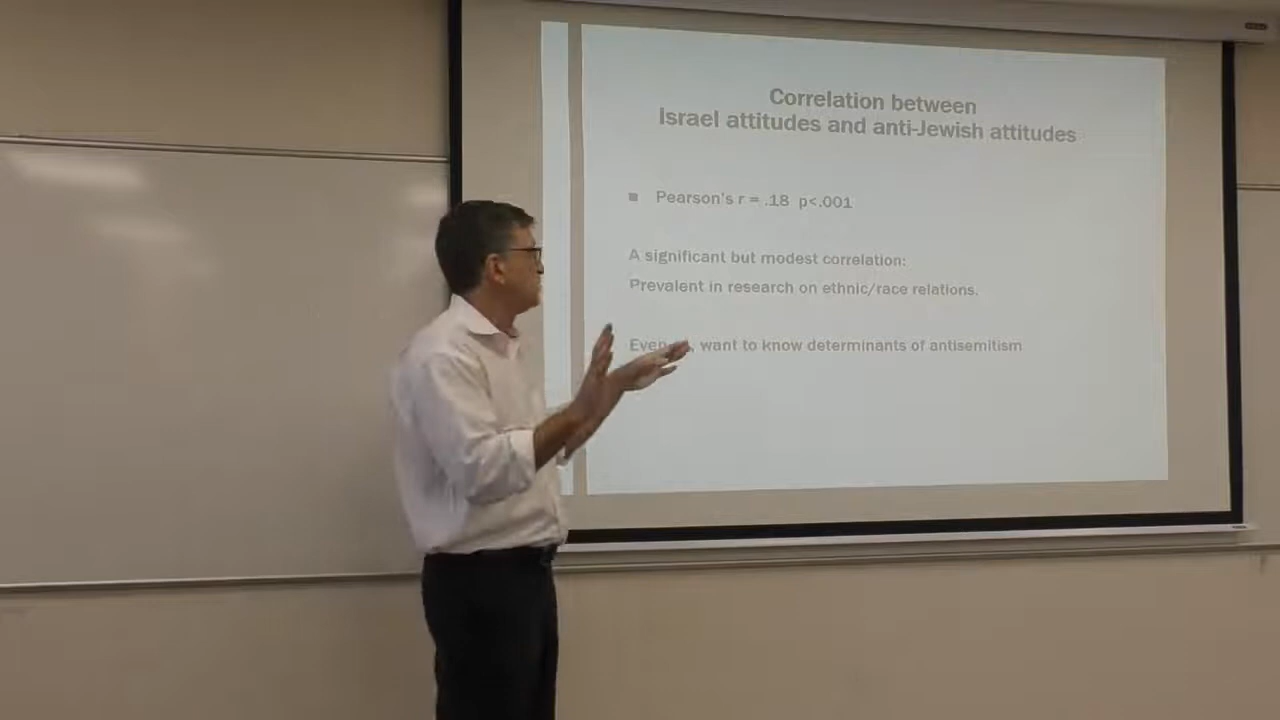 Correlation between
Israel attitudes and anti-Jewish attitudes
Pearson's r = .18 p<.001
A significant but modest correlation:
Prevalent in research on ethnic/race relations.
Even want to know determinants of antisemitism